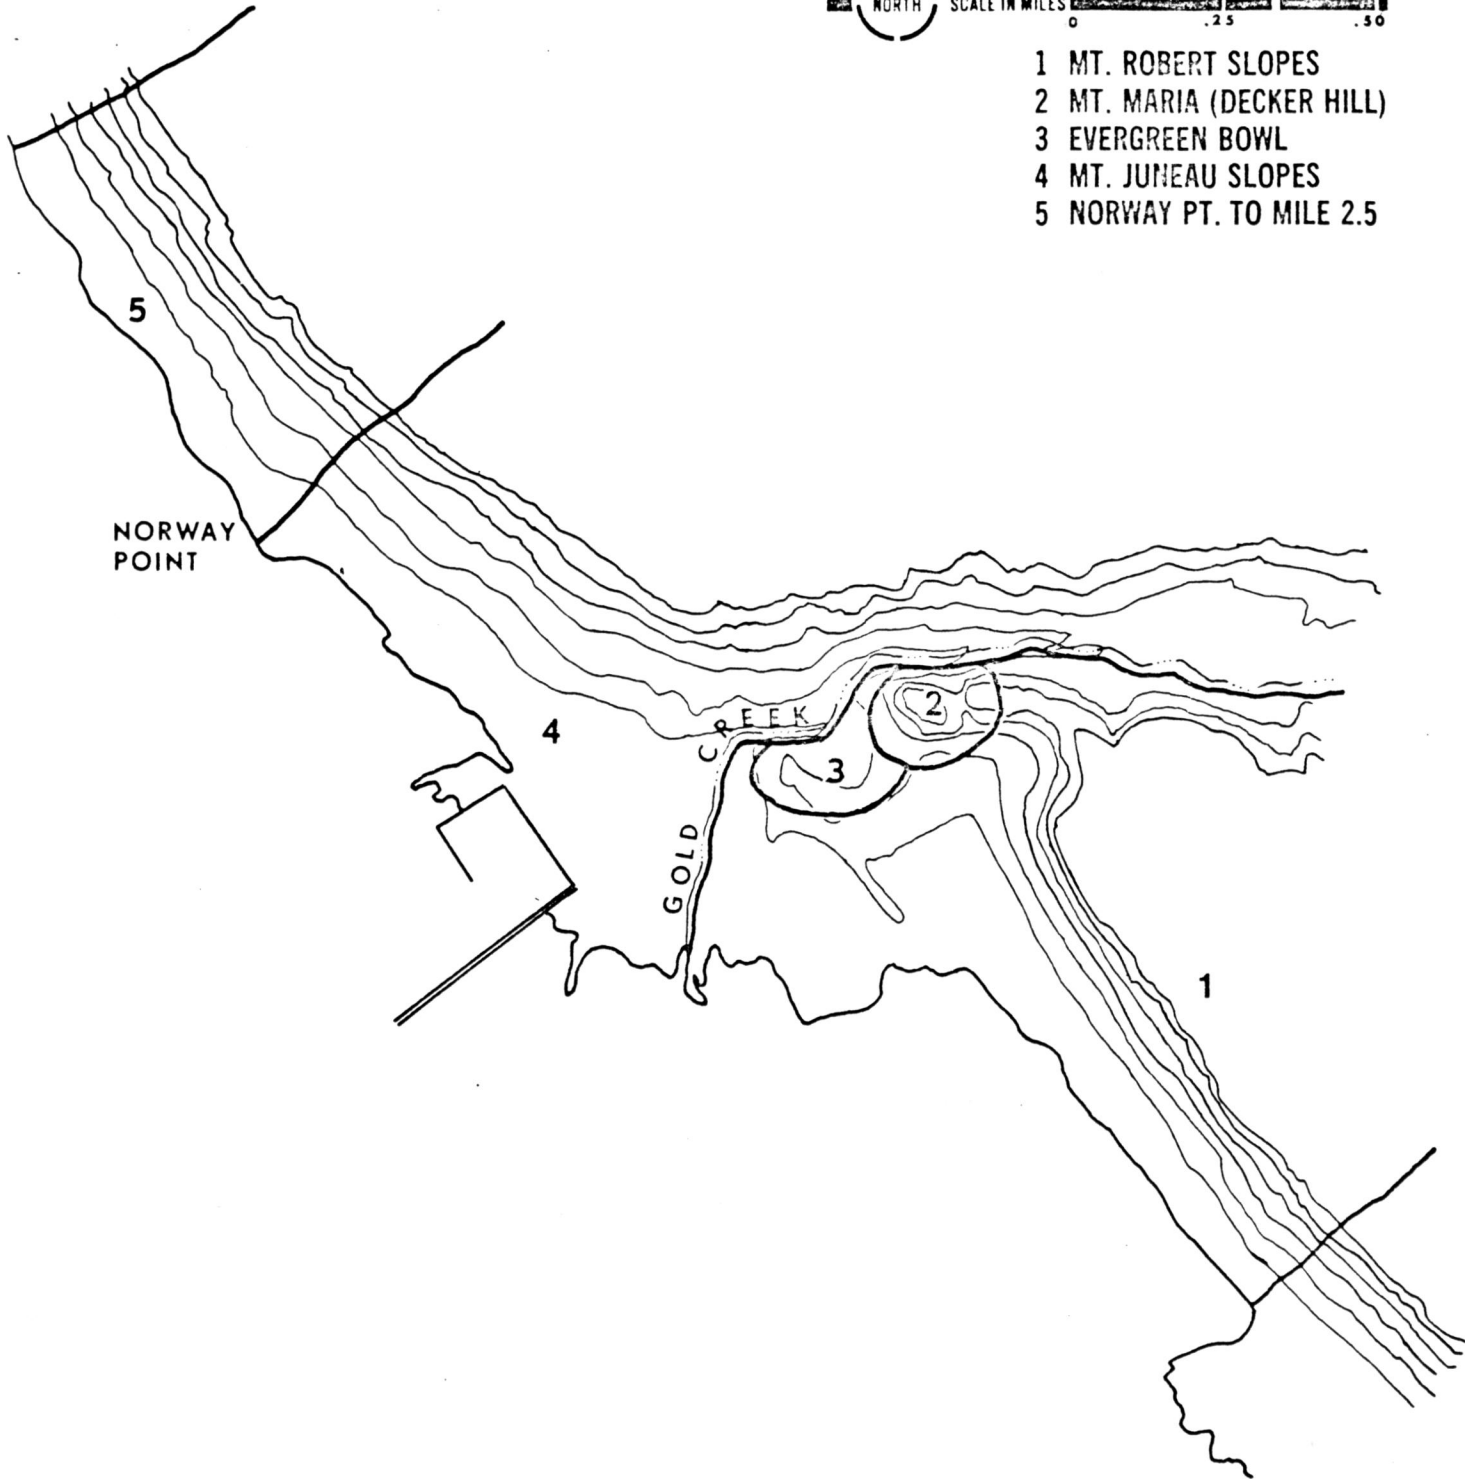 NORTH SCALE IN MILES
0 .25 .50
1 MT. ROBERT SLOPES
2 MT. MARIA (DECKER HILL)
3 EVERGREEN BOWL
4 MT. JUNEAU SLOPES
5 NORWAY PT. TO MILE 2.5
5
NORWAY
POINT
4
GOLD CREEK
2
3
1